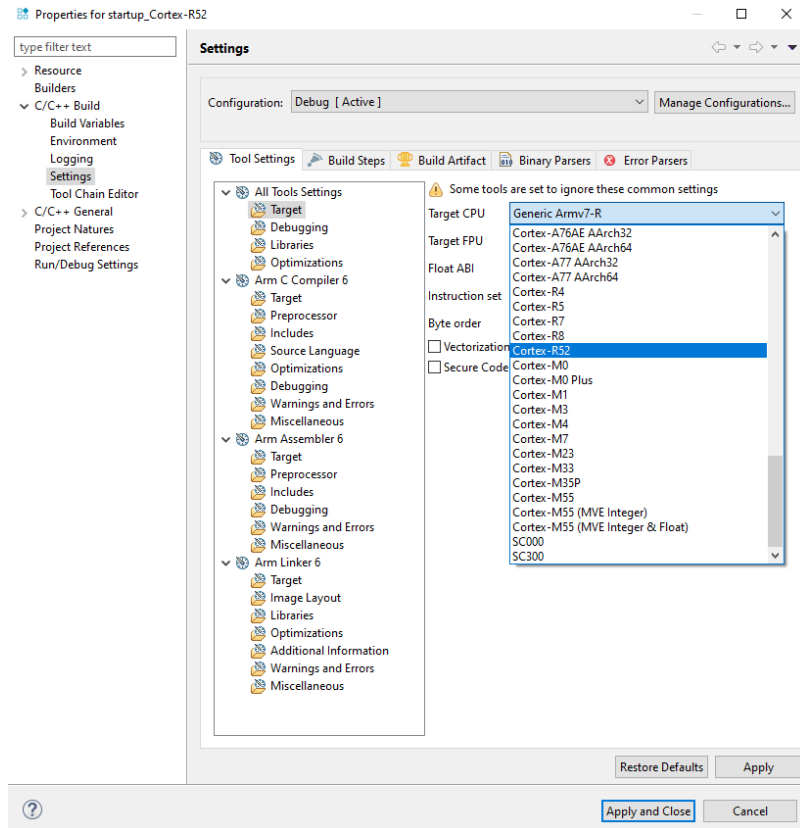 Properties for startup_Cortex-R52
type filter text
Resource
Builders
C/C++ Build
Build Variables
Environment
Logging
Settings
Tool Chain Editor
C/C++ General
Project Natures
Project References
Run/Debug Settings
Settings
Configuration: Debug [ Active ] Manage Configurations...
Tool Settings Build Steps Build Artifact Binary Parsers Error Parsers
All Tools Settings
Target
Debugging
Libraries
Optimizations
Arm C Compiler 6
Target
Preprocessor
Includes
Source Language
Optimizations
Debugging
Warnings and Errors
Miscellaneous
Arm Assembler 6
Target
Preprocessor
Includes
Debugging
Warnings and Errors
Miscellaneous
Arm Linker 6
Target
Image Layout
Libraries
Optimizations
Additional Information
Warnings and Errors
Miscellaneous
Some tools are set to ignore these common settings
Target CPU Generic Armv7-R
Target FPU
Float ABI
Instruction set
Byte order
Vectorization
Secure Code
Cortex-A76AE AArch32
Cortex-A76AE AArch64
Cortex-A77 AArch32
Cortex-A77 AArch64
Cortex-R4
Cortex-R5
Cortex-R7
Cortex-R8
Cortex-R52
Cortex-M0
Cortex-M0 Plus
Cortex-M1
Cortex-M3
Cortex-M4
Cortex-M7
Cortex-M23
Cortex-M33
Cortex-M35P
Cortex-M55
Cortex-M55 (MVE Integer)
Cortex-M55 (MVE Integer & Float)
SC000
SC300
Restore Defaults Apply
? Apply and Close Cancel